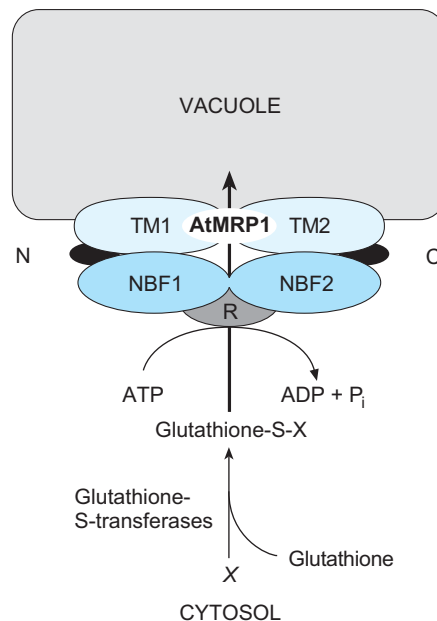 VACUOLE
TM1 AtMRP1 TM2
N C
NBF1 NBF2
R
ATP ADP + Pi
Glutathione-S-X
Glutathione-
S-transferases
Glutathione
X
CYTOSOL